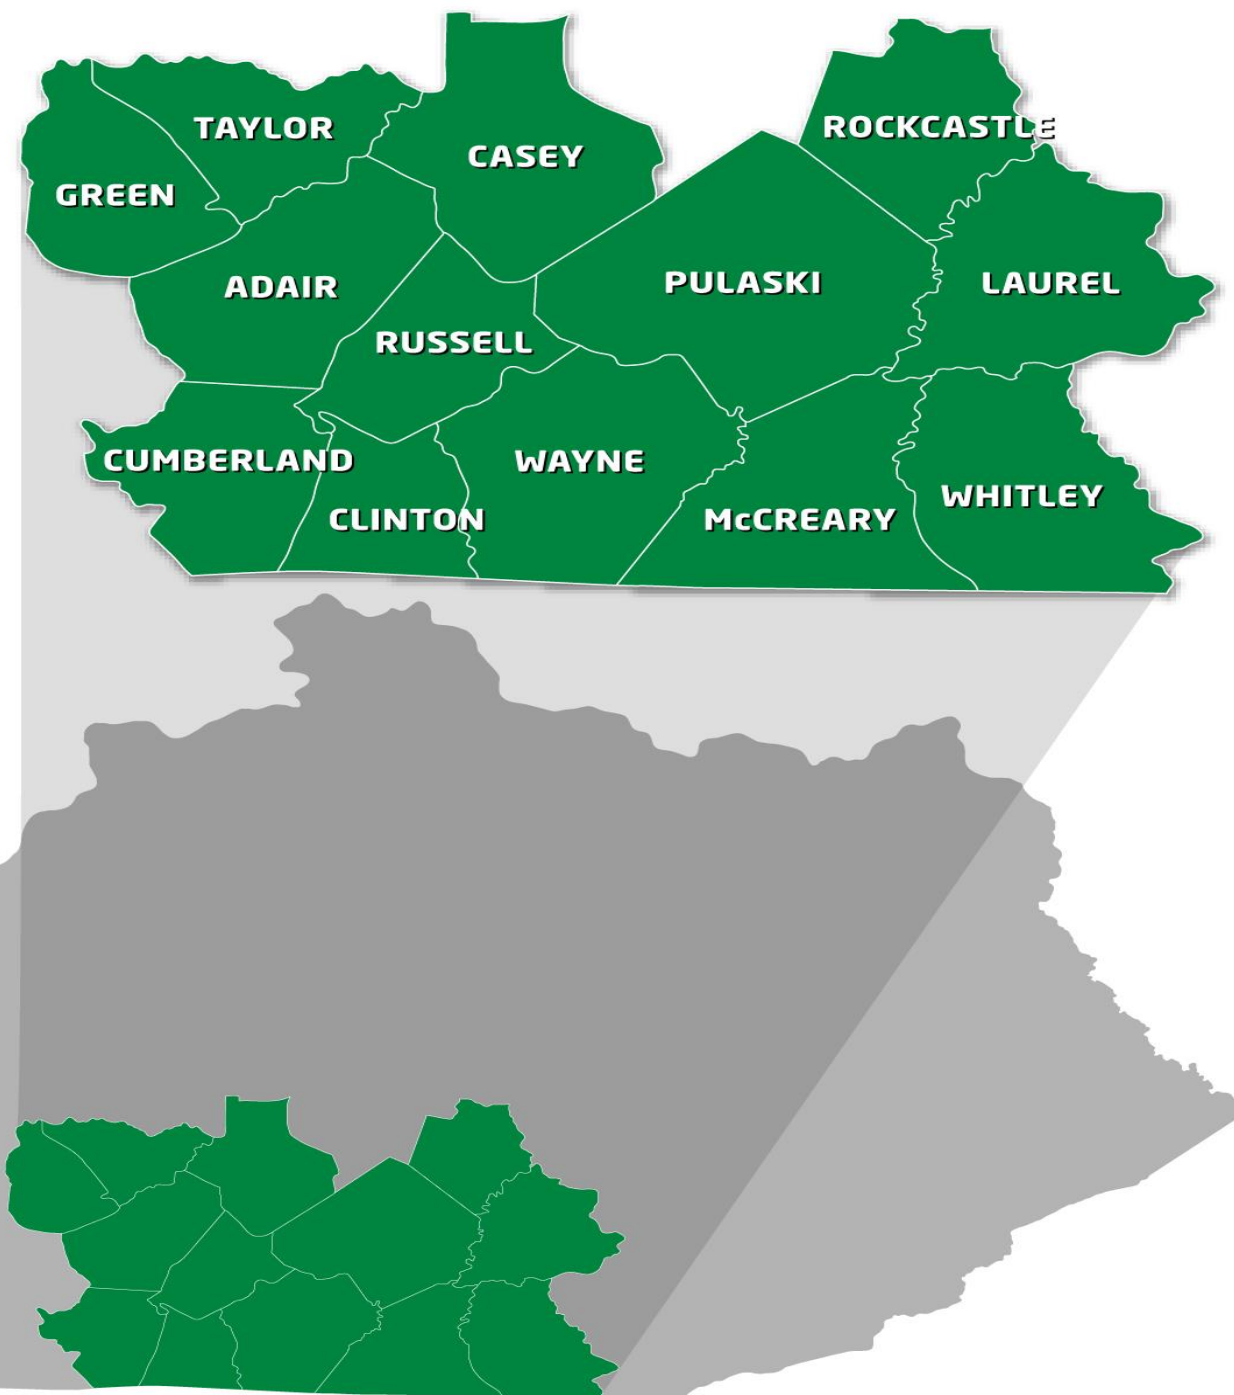 TAYLOR
ROCKCASTLE
CASEY
GREEN
ADAIR
PULASKI
LAUREL
RUSSELL
CUMBERLAND
WAYNE
CLINTON
McCREARY
WHITLEY